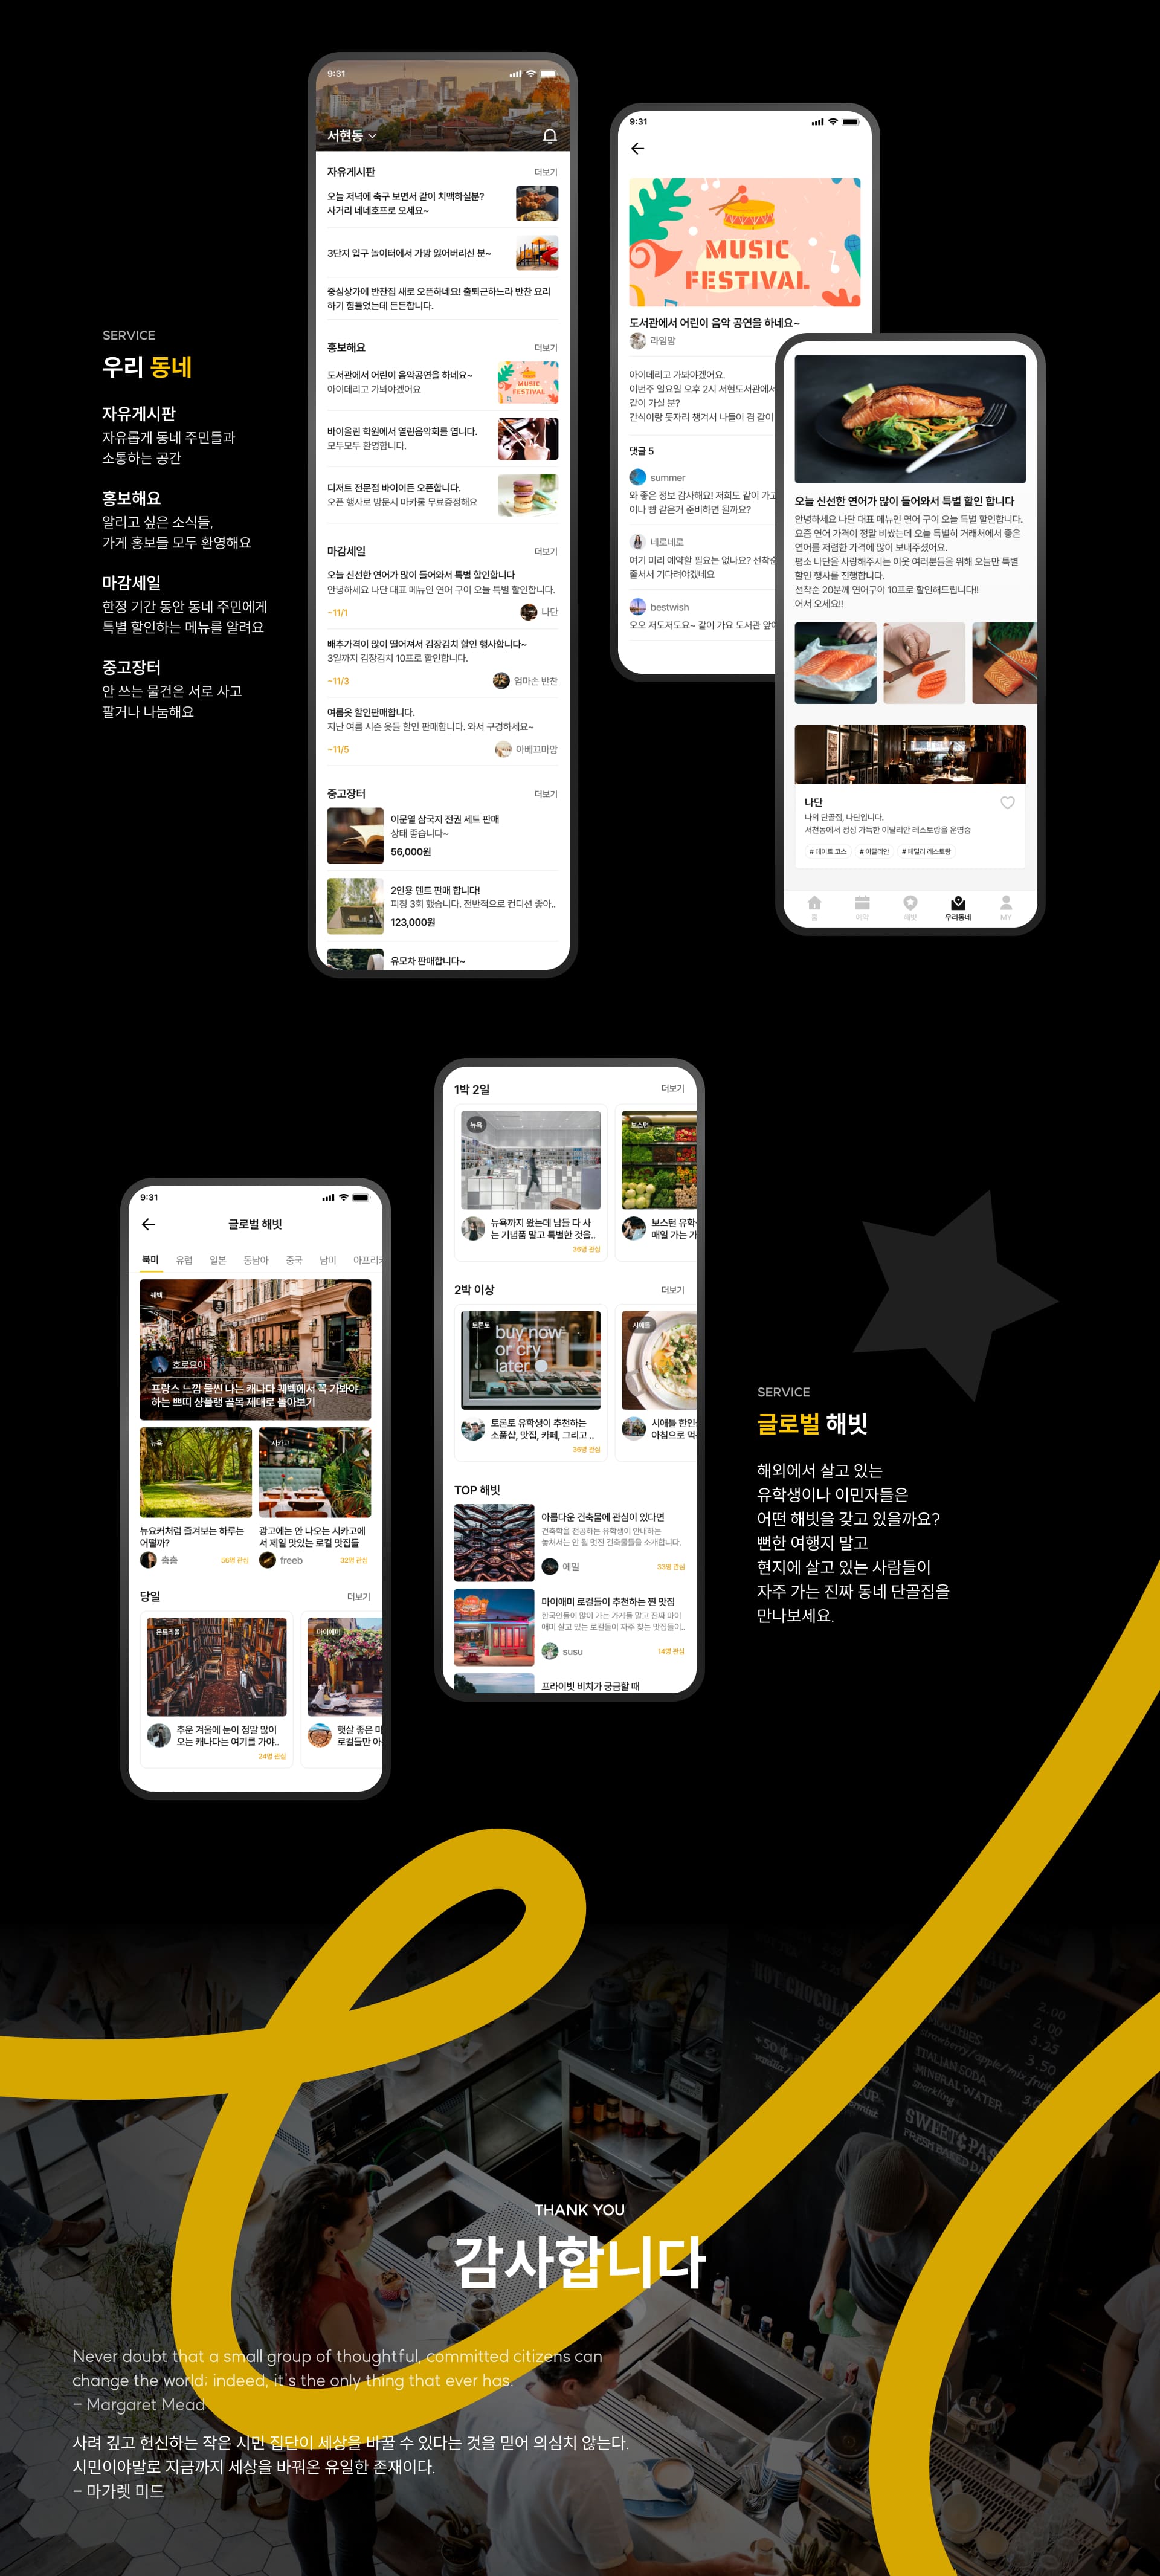 SERVICE
우리 동네
자유게시판
자유롭게 동네 주민들과
소통하는 공간
홍보해요
알리고 싶은 소식들,
가게 홍보들 모두 환영해요
마감세일
한정 기간 동안 동네 주민에게
특별 할인하는 메뉴를 알려요
중고장터
안 쓰는 물건은 서로 사고
팔거나 나눔해요
9:31
서현동
자유게시판 더보기
오늘 저녁에 축구 보면서 같이 치맥하실분?
사거리 네네호프로 오세요~
3단지 입구 놀이터에서 가방 잃어버리신 분~
중심상가에 반찬집 새로 오픈하네요! 출퇴근하느라 반찬 요리
하기 힘들었는데 든든합니다.
홍보해요 더보기
도서관에서 어린이 음악공연을 하네요~
아이데리고 가봐야겠어요
MUSIC
FESTIVAL
바이올린 학원에서 열린음악회를 엽니다.
모두모두 환영합니다.
디저트 전문점 바이이든 오픈합니다.
오픈 행사로 방문시 마카롱 무료증정해요
마감세일 더보기
오늘 신선한 연어가 많이 들어와서 특별 할인합니다
안녕하세요 나단 대표 메뉴인 연어 구이 오늘 특별 할인합니다.
~11/1 나단
배추가격이 많이 떨어져서 김장김치 할인 행사합니다~
3일까지 김장김치 10프로 할인합니다.
~11/3 엄마손 반찬
여름옷 할인판매합니다.
지난 여름 시즌 옷들 할인 판매합니다. 와서 구경하세요~
~11/5 아베끄마망
중고장터 더보기
이문열 삼국지 전권 세트 판매
상태 좋습니다~
56,000원
2인용 텐트 판매 합니다!
피칭 3회 했습니다. 전반적으로 컨디션 좋아..
123,000원
유모차 판매합니다~
9:31
MUSIC
FESTIVAL
도서관에서 어린이 음악 공연을 하네요~
라임맘
아이데리고 가봐야겠어요.
이번주 일요일 오후 2시 서현도서관에서
같이 가실 분?
간식이랑 돗자리 챙겨서 나들이 겸 같이
댓글 5
summer
와 좋은 정보 감사해요! 저희도 같이 가고
이나 빵 같은거 준비하면 될까요?
네로네로
여기 미리 예약할 필요는 없나요? 선착순
줄서서 기다려야겠네요
bestwish
오오 저도저도요~ 같이 가요 도서관 앞에
오늘 신선한 연어가 많이 들어와서 특별 할인 합니다
안녕하세요 나단 대표 메뉴인 연어 구이 오늘 특별 할인합니다.
요즘 연어 가격이 정말 비쌌는데 오늘 특별히 거래처에서 좋은
연어를 저렴한 가격에 많이 보내주셨어요.
평소 나단을 사랑해주시는 이웃 여러분들을 위해 오늘만 특별
할인 행사를 진행합니다.
선착순 20분께 연어구이 10프로 할인해드립니다!!
어서 오세요!!
나단
나의 단골집, 나단입니다.
서천동에서 정성 가득한 이탈리안 레스토랑을 운영중
# 데이트 코스 # 이탈리안 # 패밀리 레스토랑
홈 예약 해빗 우리동네 MY
9:31
글로벌 해빗
북미 유럽 일본 동남아 중국 남미 아프리카
퀘벡
호로요이
프랑스 느낌 물씬 나는 캐나다 퀘벡에서 꼭 가봐야
하는 쁘띠 샹플랭 골목 제대로 돌아보기
뉴욕
시카고
뉴요커처럼 즐겨보는 하루는
어떨까?
촘촘 56명 관심
광고에는 안 나오는 시카고에
서 제일 맛있는 로컬 맛집들
freeb 32명 관심
당일 더보기
몬트리올
마이애미
추운 겨울에 눈이 정말 많이
오는 캐나다는 여기를 가야..
24명 관심
햇살 좋은 마
로컬들만 아
1박 2일 더보기
뉴욕
보스턴
뉴욕까지 왔는데 남들 다 사
는 기념품 말고 특별한 것을..
36명 관심
보스턴 유학
매일 가는 가
2박 이상 더보기
토론토
buy now
or cry
later
시애틀
토론토 유학생이 추천하는
소품샵, 맛집, 카페, 그리고 ..
36명 관심
시애틀 한인
아침으로 먹
TOP 해빗
아름다운 건축물에 관심이 있다면
건축학을 전공하는 유학생이 안내하는
놓쳐서는 안 될 멋진 건축물들을 소개합니다.
에밀 33명 관심
마이애미 로컬들이 추천하는 찐 맛집
한국인들이 많이 가는 가게들 말고 진짜 마이
애미 살고 있는 로컬들이 자주 찾는 맛집들이..
susu 14명 관심
프라이빗 비치가 궁금할 때
SERVICE
글로벌 해빗
해외에서 살고 있는
유학생이나 이민자들은
어떤 해빗을 갖고 있을까요?
뻔한 여행지 말고
현지에 살고 있는 사람들이
자주 가는 진짜 동네 단골집을
만나보세요.
HOT CHOCOLA
2.00
2.00
3.25
3.50
strawberry/apple/mix fruit
ITALIAN SODA
MINERAL WATER
sparkling
FRESH BAKED
THANK YOU
감사합니다
Never doubt that a small group of thoughtful, committed citizens can
change the world; indeed, it's the only thing that ever has.
– Margaret Mead
사려 깊고 헌신하는 작은 시민 집단이 세상을 바꿀 수 있다는 것을 믿어 의심치 않는다.
시민이야말로 지금까지 세상을 바꿔온 유일한 존재이다.
– 마가렛 미드